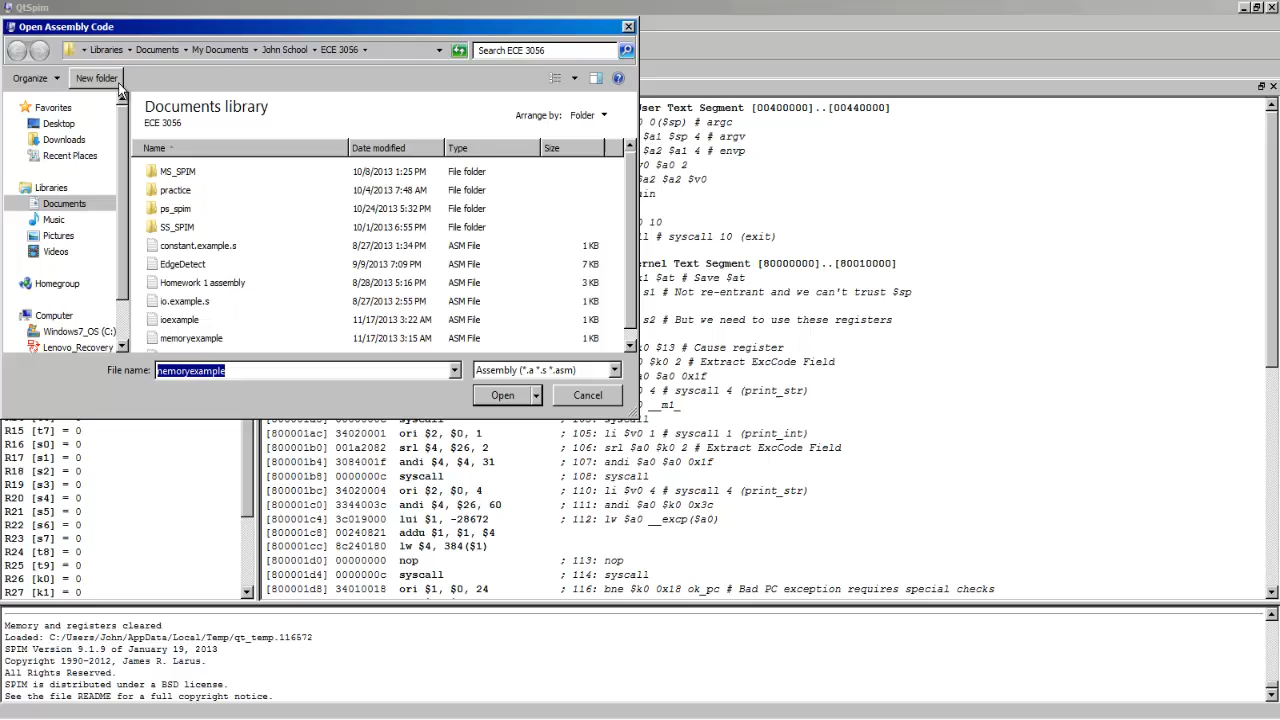 QtSpim
Open Assembly Code
Libraries Documents My Documents John School ECE 3056
Search ECE 3056
Organize New folder
Favorites
Desktop
Downloads
Recent Places
Libraries
Documents
Music
Pictures
Videos
Homegroup
Computer
Windows7_OS (C:)
Lenovo_Recovery
Documents library
ECE 3056
Arrange by: Folder
Name Date modified Type Size
MS_SPIM 10/8/2013 1:25 PM File folder
practice 10/4/2013 7:48 AM File folder
ps_spim 10/24/2013 5:32 PM File folder
SS_SPIM 10/1/2013 6:55 PM File folder
constant.example.s 8/27/2013 1:34 PM ASM File 1 KB
EdgeDetect 9/9/2013 7:09 PM ASM File 7 KB
Homework 1 assembly 8/28/2013 5:16 PM ASM File 3 KB
io.example.s 8/27/2013 2:55 PM ASM File 1 KB
ioexample 11/17/2013 3:22 AM ASM File 1 KB
memoryexample 11/17/2013 3:15 AM ASM File 1 KB
File name: memoryexample
Assembly (*.a *.s *.asm)
Open Cancel
User Text Segment [00400000]..[00440000]
0 0($sp) # argc
$a1 $sp 4 # argv
$a2 $a1 4 # envp
v0 $a0 2
$a2 $a2 $v0
ain
0 10
ll # syscall 10 (exit)
ernel Text Segment [80000000]..[80010000]
k1 $at # Save $at
s1 # Not re-entrant and we can't trust $sp
s2 # But we need to use these registers
k0 $13 # Cause register
$k0 2 # Extract ExcCode Field
a0 $a0 0x1f
0 4 # syscall 4 (print_str)
a0 __m1_
[800001ac] 34020001 ori $2, $0, 1 ; 105: li $v0 1 # syscall 1 (print_int)
[800001b0] 001a2082 srl $4, $26, 2 ; 106: srl $a0 $k0 2 # Extract ExcCode Field
[800001b4] 3084001f andi $4, $4, 31 ; 107: andi $a0 $a0 0x1f
[800001b8] 0000000c syscall ; 108: syscall
[800001bc] 34020004 ori $2, $0, 4 ; 110: li $v0 4 # syscall 4 (print_str)
[800001c0] 3344003c andi $4, $26, 60 ; 111: andi $a0 $k0 0x3c
[800001c4] 3c019000 lui $1, -28672 ; 112: lw $a0 __excp($a0)
[800001c8] 00240821 addu $1, $1, $4
[800001cc] 8c240180 lw $4, 384($1)
[800001d0] 00000000 nop ; 113: nop
[800001d4] 0000000c syscall ; 114: syscall
[800001d8] 34010018 ori $1, $0, 24 ; 116: bne $k0 0x18 ok_pc # Bad PC exception requires special checks
R15 [t7] = 0
R16 [s0] = 0
R17 [s1] = 0
R18 [s2] = 0
R19 [s3] = 0
R20 [s4] = 0
R21 [s5] = 0
R22 [s6] = 0
R23 [s7] = 0
R24 [t8] = 0
R25 [t9] = 0
R26 [k0] = 0
R27 [k1] = 0
Memory and registers cleared
Loaded: C:/Users/John/AppData/Local/Temp/qt_temp.116572
SPIM Version 9.1.9 of January 19, 2013
Copyright 1990-2012, James R. Larus.
All Rights Reserved.
SPIM is distributed under a BSD license.
See the file README for a full copyright notice.